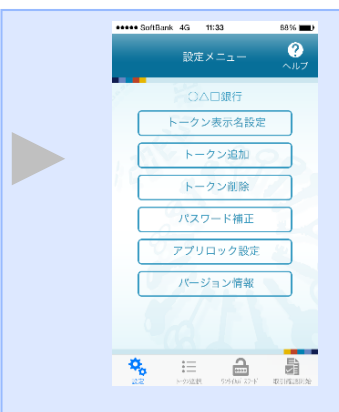 ●●●●● SoftBank 4G 11:33 68%
設定メニュー
?
ヘルプ
○△□銀行
トークン表示名設定
トークン追加
トークン削除
パスワード補正
アプリロック設定
バージョン情報
設定